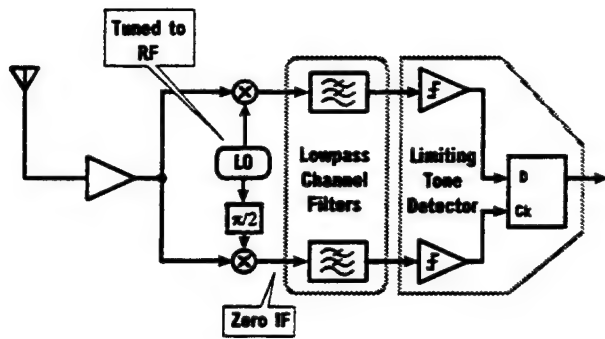 Tuned to
RF
LO
π/2
Lowpass
Channel
Filters
Limiting
Tone
Detector
D
Ck
Zero IF